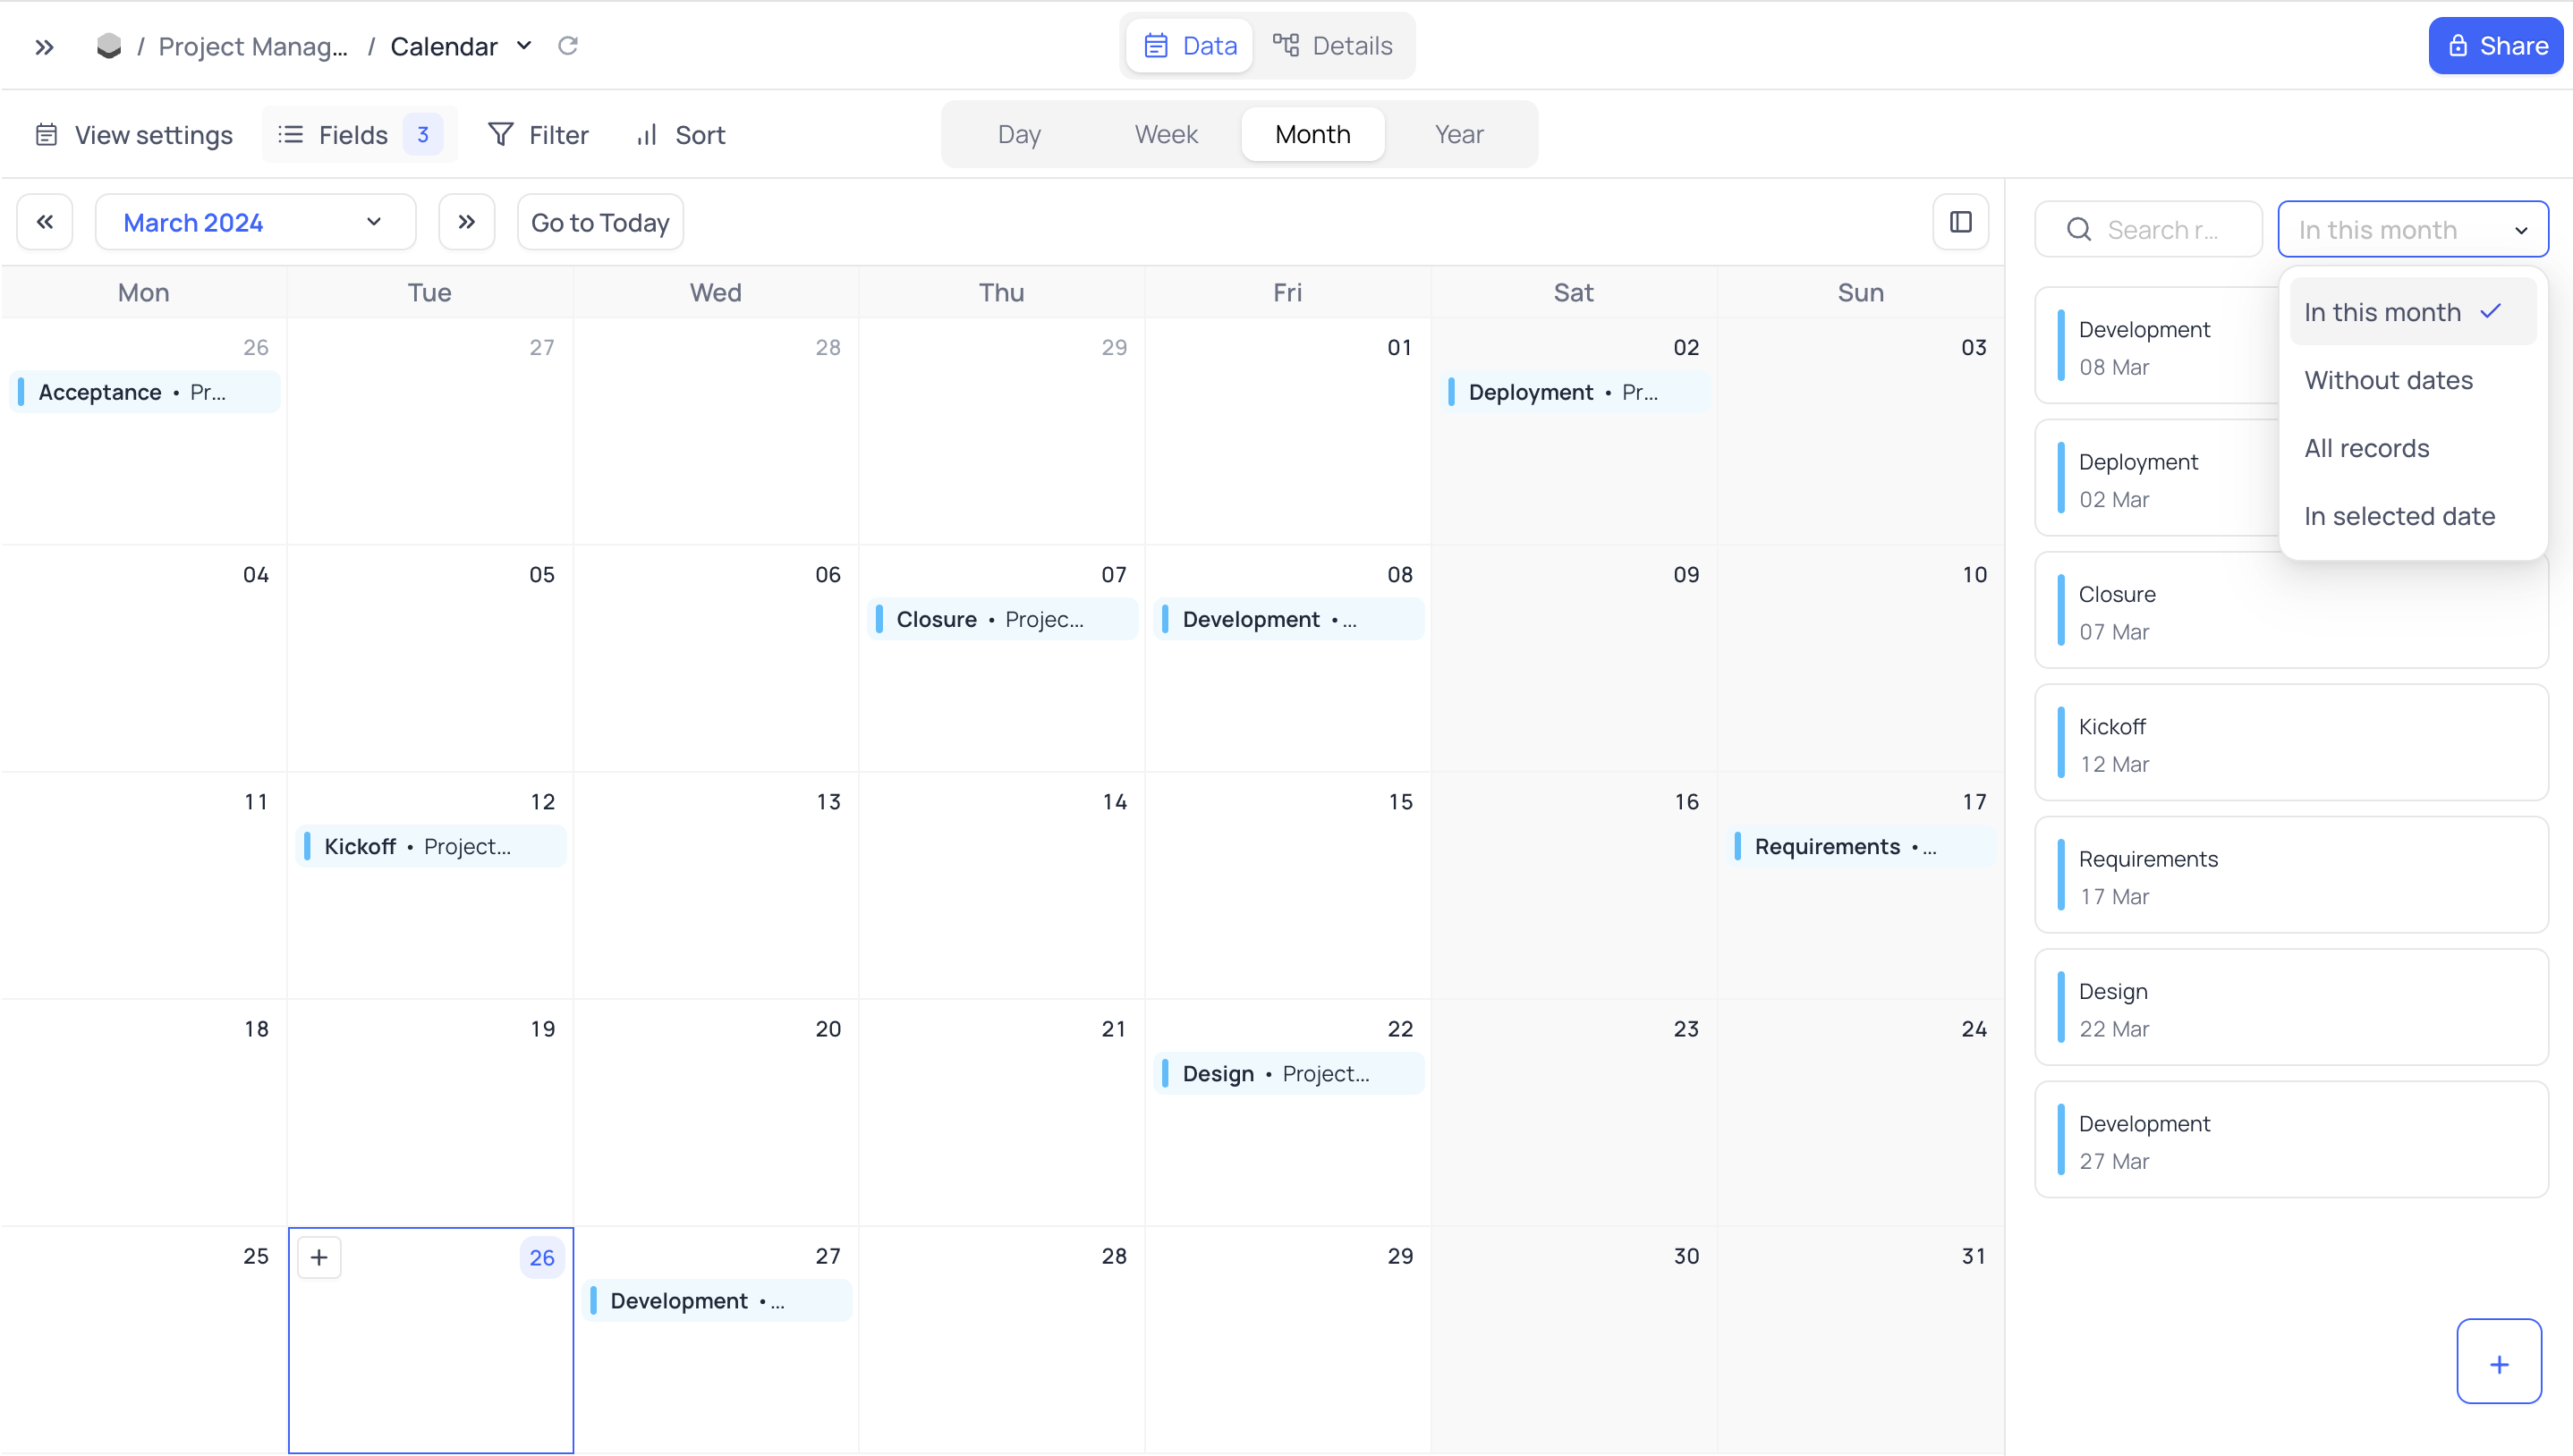 / Project Manag... / Calendar
Data
Details
Share
View settings
Fields 3
Filter
Sort
Day
Week
Month
Year
March 2024
Go to Today
Search r...
In this month
In this month
Without dates
All records
In selected date
Mon Tue Wed Thu Fri Sat Sun
26 27 28 29 01 02 03
Acceptance • Pr...
Deployment • Pr...
04 05 06 07 08 09 10
Closure • Projec...
Development •...
11 12 13 14 15 16 17
Kickoff • Project...
Requirements •...
18 19 20 21 22 23 24
Design • Project...
25 26 27 28 29 30 31
Development •...
Development
08 Mar
Deployment
02 Mar
Closure
07 Mar
Kickoff
12 Mar
Requirements
17 Mar
Design
22 Mar
Development
27 Mar